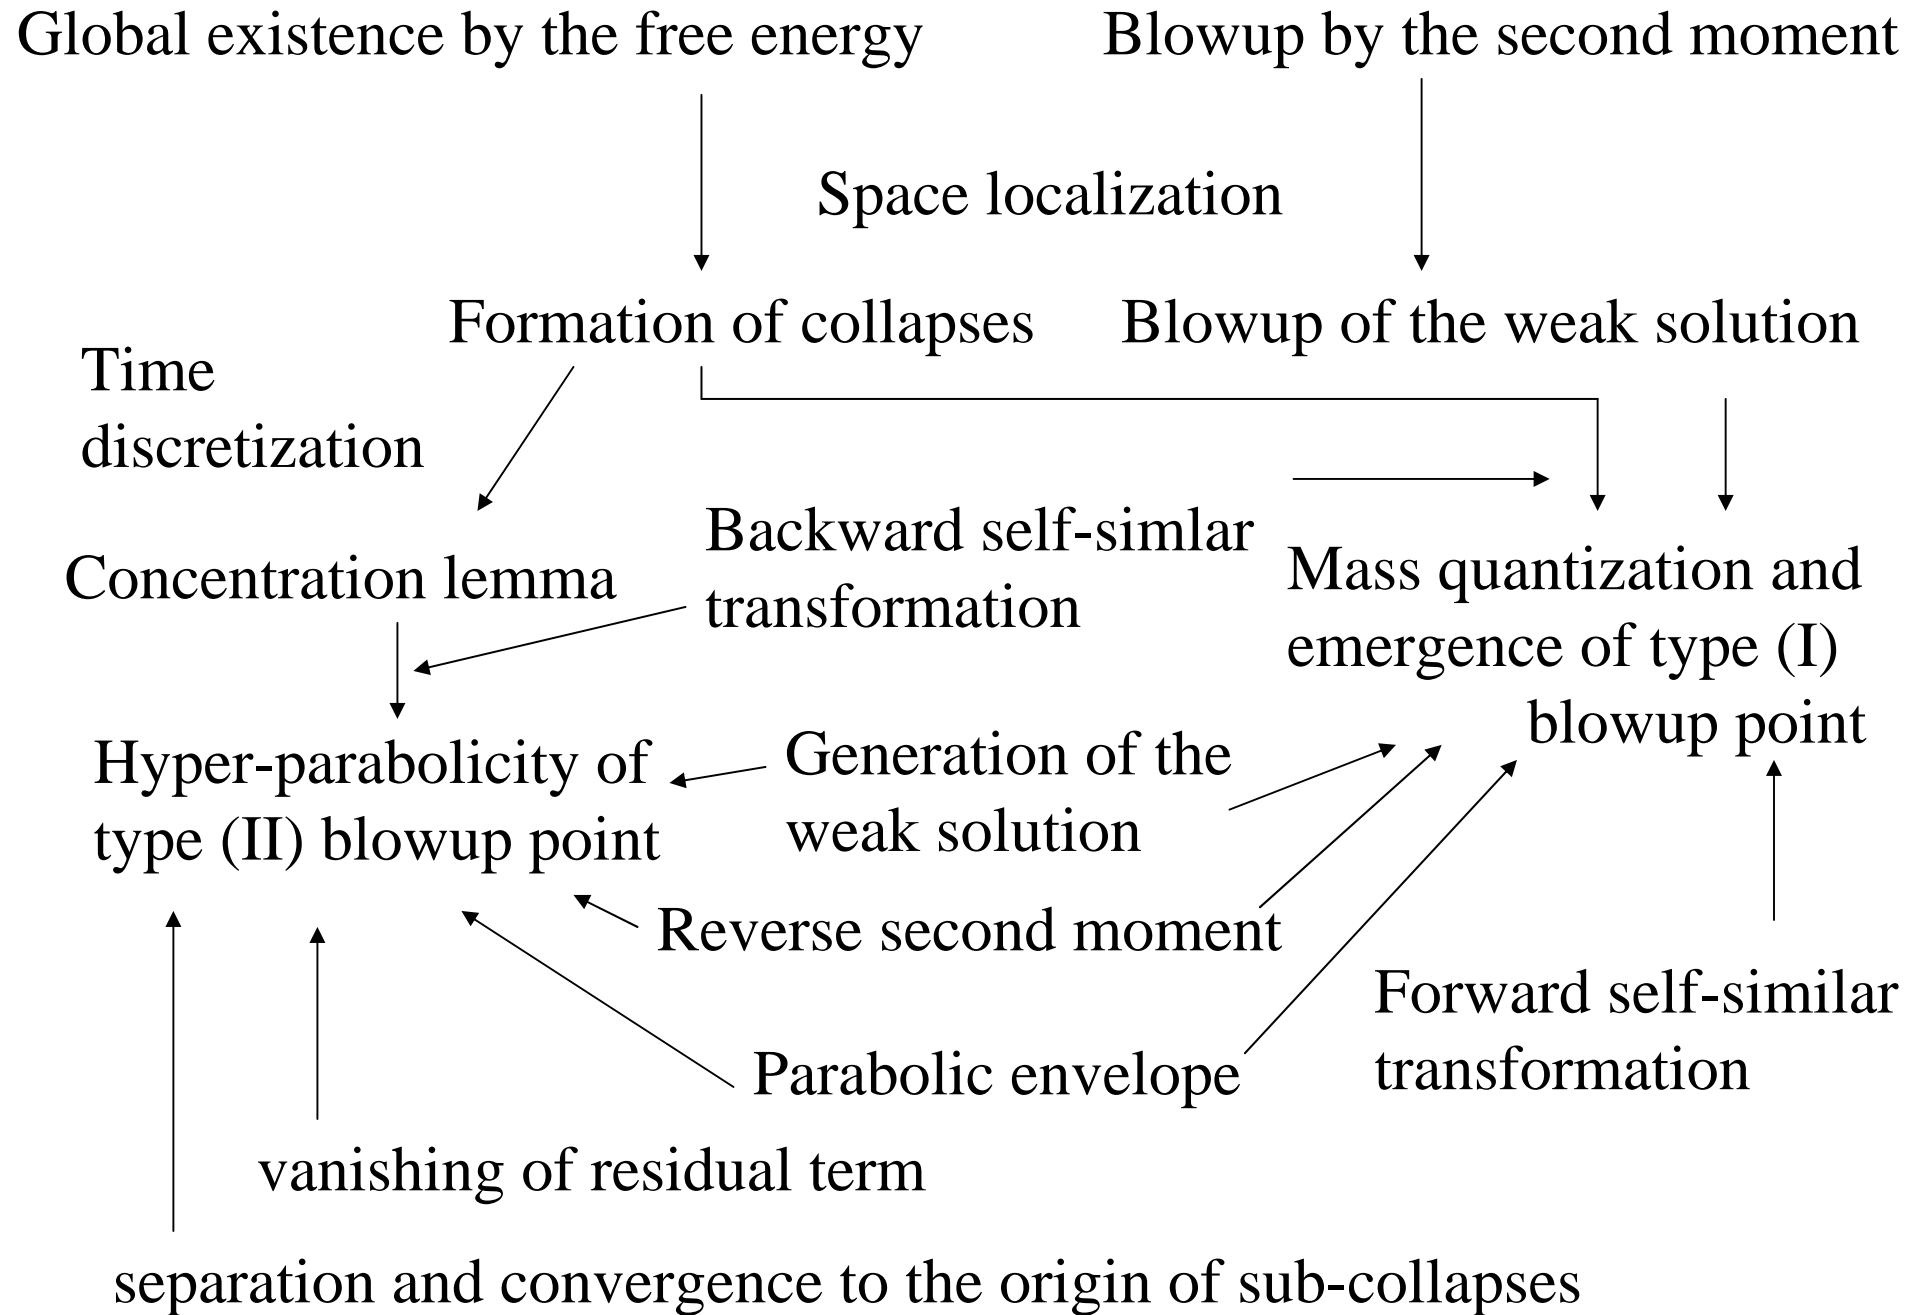 Global existence by the free energy
Blowup by the second moment
Space localization
Formation of collapses
Blowup of the weak solution
Time
discretization
Backward self-simlar
transformation
Concentration lemma
Mass quantization and
emergence of type (I)
blowup point
Hyper-parabolicity of
type (II) blowup point
Generation of the
weak solution
Reverse second moment
Forward self-similar
transformation
Parabolic envelope
vanishing of residual term
separation and convergence to the origin of sub-collapses